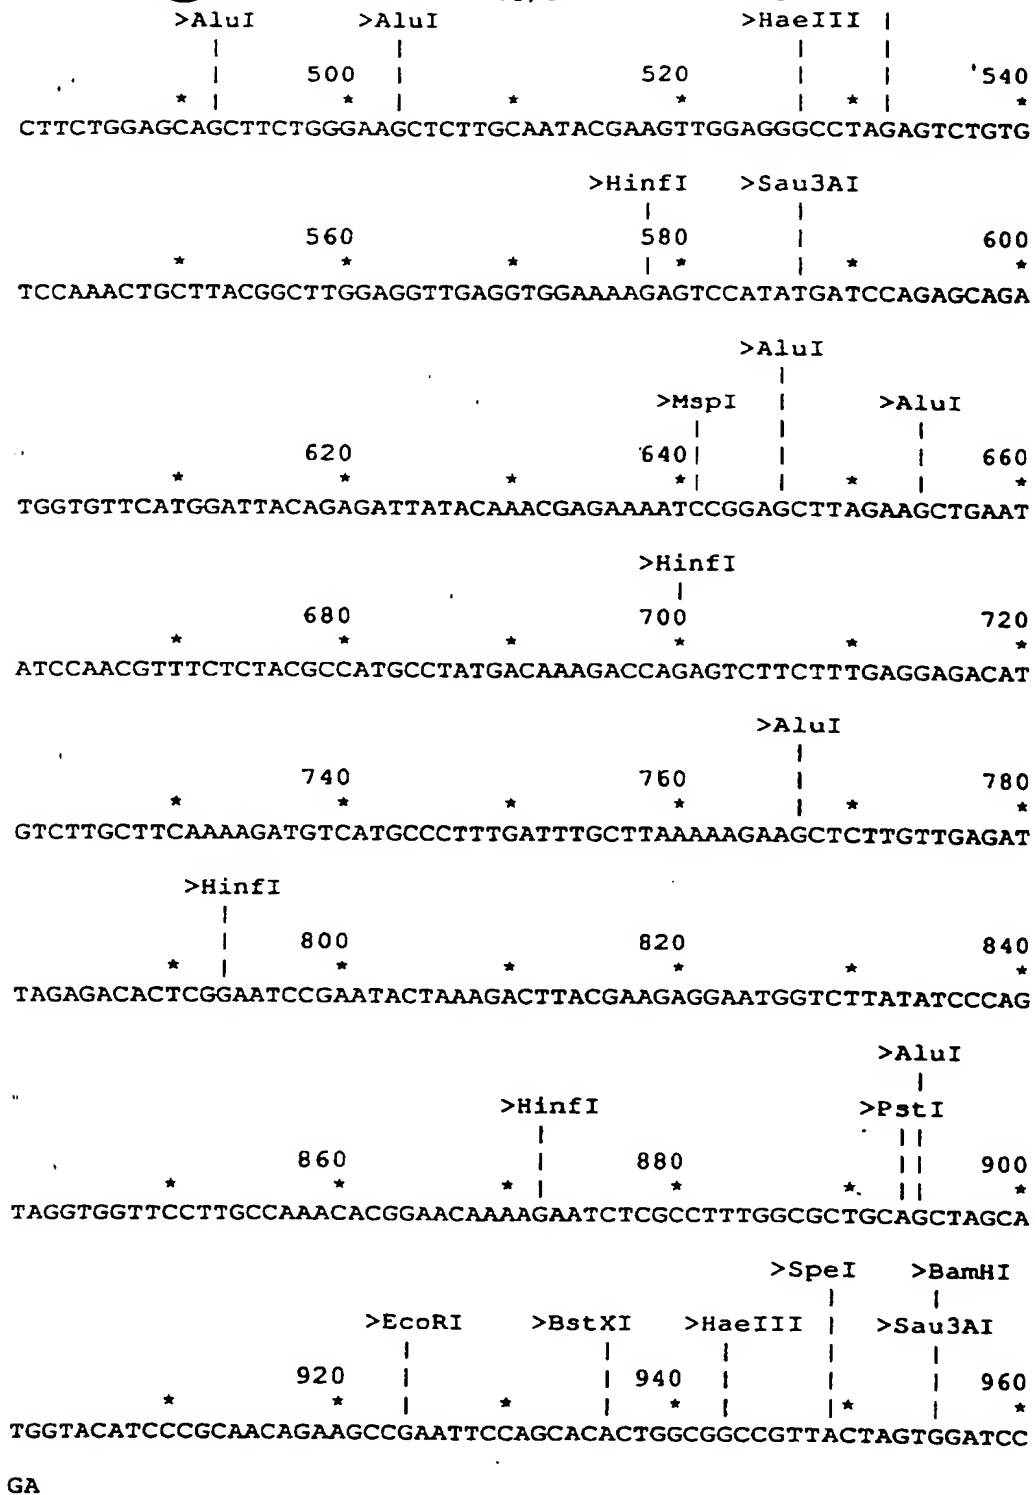 >AluI >AluI >HaeIII
500 520 540
* * * * * *
CTTCTGGAGCAGCTTCTGGGAAGCTCTTGCAATACGAAGTTGGAGGGCCTAGAGTCTGTG
>HinfI >Sau3AI
560 580 600
* * * * * *
TCCAAACTGCTTACGGCTTGGAGGTTGAGGTGGAAAAGAGTCCATATGATCCAGAGCAGA
>AluI
>MspI >AluI
620 640 660
* * * * * *
TGGTGTTCATGGATTACAGAGATTATACAAACGAGAAAATCCGGAGCTTAGAAGCTGAAT
>HinfI
680 700 720
* * * * * *
ATCCAACGTTTCTCTACGCCATGCCTATGACAAAGACCAGAGTCTTCTTTGAGGAGACAT
>AluI
740 760 780
* * * * * *
GTCTTGCTTCAAAAGATGTCATGCCCTTTGATTTGCTTAAAAAGAAGCTCTTGTTGAGAT
>HinfI
800 820 840
* * * * * *
TAGAGACACTCGGAATCCGAATACTAAAGACTTACGAAGAGGAATGGTCTTATATCCCAG
>AluI
>HinfI >PstI
860 880 900
* * * * * *
TAGGTGGTTCCTTGCCAAACACGGAACAAAAGAATCTCGCCTTTGGCGCTGCAGCTAGCA
>SpeI >BamHI
>EcoRI >BstXI >HaeIII >Sau3AI
920 940 960
* * * * * *
TGGTACATCCCCGCAACAGAAGCCGAATTCCAGCACACTGGCGGCCGTTACTAGTGGATCC
GA